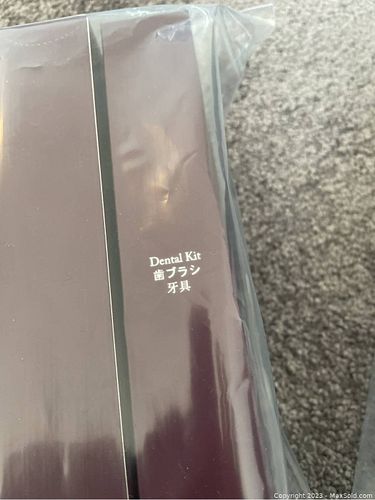 Dental Kit
歯ブラシ
牙具
Copyright 2023 - MaxSold.com